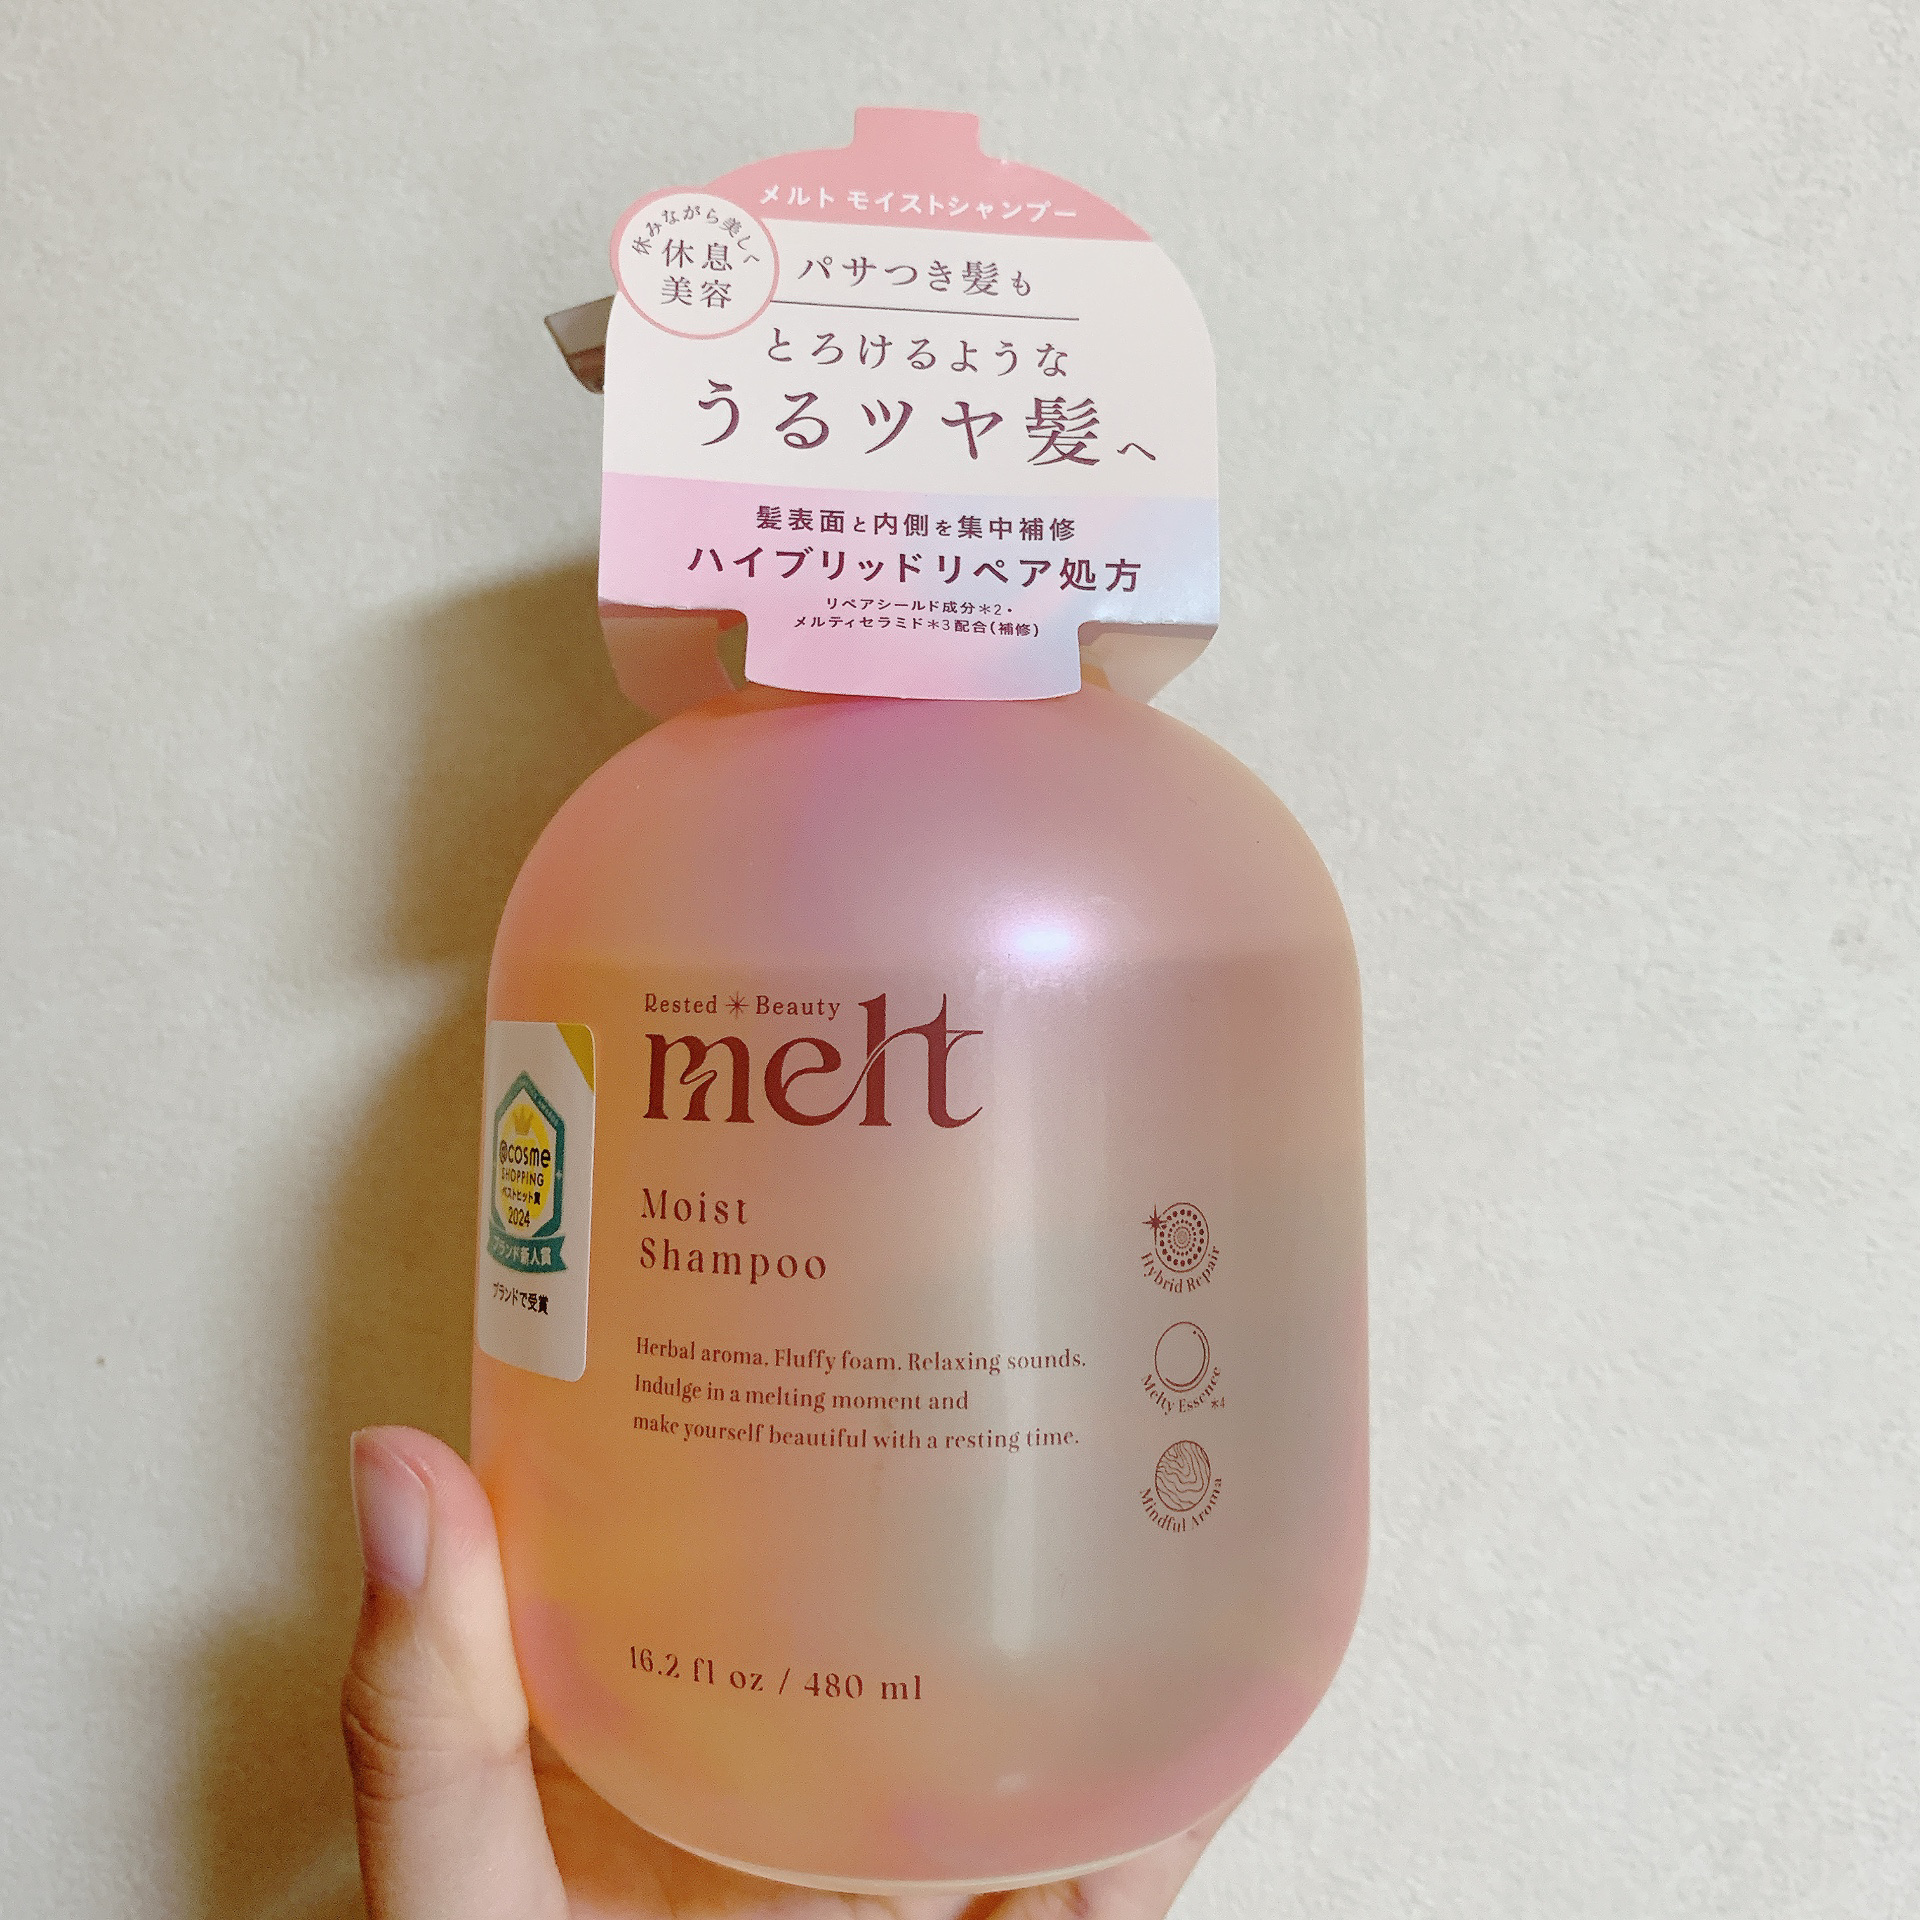 メルト モイストシャンプー
休みながら美しく
休息
美容
パサつき髪も
とろけるような
うるツヤ髪へ
髪表面と内側を集中補修
ハイブリッドリペア処方
リペアシールド成分*2・
メルティセラミド*3配合(補修)
Rested Beauty
melt
Moist
Shampoo
@cosme
SHOPPING
ベストヒット賞
2024
ブランド新人賞
ブランドで受賞
Hybrid Repair
Herbal aroma. Fluffy foam. Relaxing sounds.
Indulge in a melting moment and
make yourself beautiful with a resting time.
Melty Essence*4
Mindful Aroma
16.2 fl oz / 480 ml